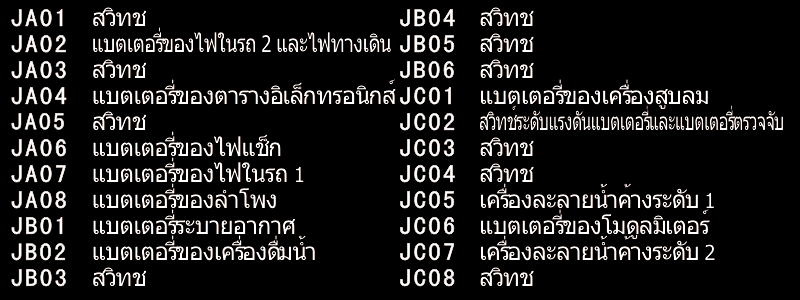 JA01 สวิทช
JA02 แบตเตอรี่ของไฟในรถ 2 และไฟทางเดิน
JA03 สวิทช
JA04 แบตเตอรี่ของตารางอิเล็กทรอนิกส์
JA05 สวิทช
JA06 แบตเตอรี่ของไฟแช็ก
JA07 แบตเตอรี่ของไฟในรถ 1
JA08 แบตเตอรี่ของลำโพง
JB01 แบตเตอรี่ระบายอากาศ
JB02 แบตเตอรี่ของเครื่องดื่มน้ำ
JB03 สวิทช
JB04 สวิทช
JB05 สวิทช
JB06 สวิทช
JC01 แบตเตอรี่ของเครื่องสูบลม
JC02 สวิทช์ระดับแรงดันแบตเตอรี่และแบตเตอรี่ตรวจจับ
JC03 สวิทช
JC04 สวิทช
JC05 เครื่องละลายน้ำค้างระดับ 1
JC06 แบตเตอรี่ของโมดูลมิเตอร์
JC07 เครื่องละลายน้ำค้างระดับ 2
JC08 สวิทช